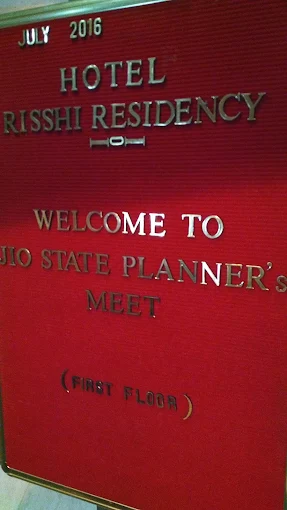 JULY 2016
HOTEL
RISSHI RESIDENCY
WELCOME TO
JIO STATE PLANNER'S
MEET
(FIRST FLOOR)